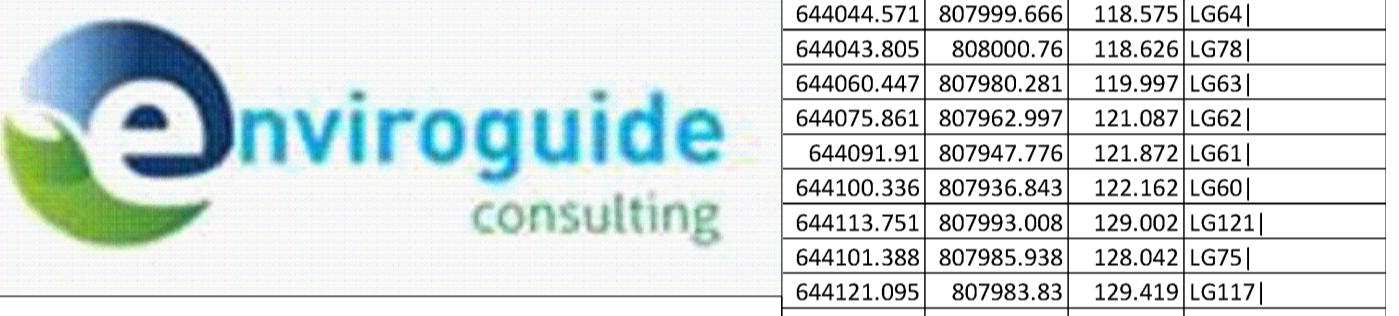 enviroguide
consulting
644044.571 807999.666 118.575 LG64|
644043.805 808000.76 118.626 LG78|
644060.447 807980.281 119.997 LG63|
644075.861 807962.997 121.087 LG62|
644091.91 807947.776 121.872 LG61|
644100.336 807936.843 122.162 LG60|
644113.751 807993.008 129.002 LG121|
644101.388 807985.938 128.042 LG75|
644121.095 807983.83 129.419 LG117|